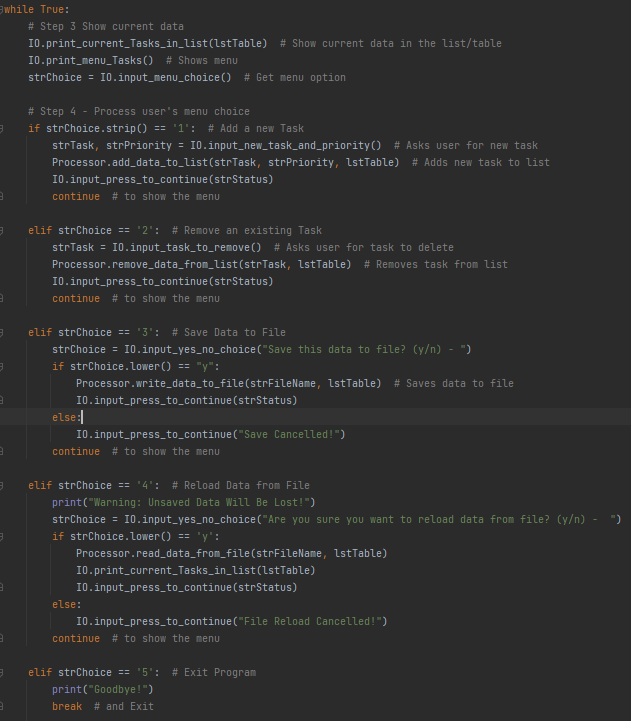 while True:
    # Step 3 Show current data
    IO.print_current_Tasks_in_list(lstTable)  # Show current data in the list/table
    IO.print_menu_Tasks()  # Shows menu
    strChoice = IO.input_menu_choice()  # Get menu option

    # Step 4 - Process user's menu choice
    if strChoice.strip() == '1':  # Add a new Task
        strTask, strPriority = IO.input_new_task_and_priority()  # Asks user for new task
        Processor.add_data_to_list(strTask, strPriority, lstTable)  # Adds new task to list
        IO.input_press_to_continue(strStatus)
        continue  # to show the menu

    elif strChoice == '2':  # Remove an existing Task
        strTask = IO.input_task_to_remove()  # Asks user for task to delete
        Processor.remove_data_from_list(strTask, lstTable)  # Removes task from list
        IO.input_press_to_continue(strStatus)
        continue  # to show the menu

    elif strChoice == '3':  # Save Data to File
        strChoice = IO.input_yes_no_choice("Save this data to file? (y/n) - ")
        if strChoice.lower() == "y":
            Processor.write_data_to_file(strFileName, lstTable)  # Saves data to file
            IO.input_press_to_continue(strStatus)
        else:
            IO.input_press_to_continue("Save Cancelled!")
        continue  # to show the menu

    elif strChoice == '4':  # Reload Data from File
        print("Warning: Unsaved Data Will Be Lost!")
        strChoice = IO.input_yes_no_choice("Are you sure you want to reload data from file? (y/n) -  ")
        if strChoice.lower() == 'y':
            Processor.read_data_from_file(strFileName, lstTable)
            IO.print_current_Tasks_in_list(lstTable)
            IO.input_press_to_continue(strStatus)
        else:
            IO.input_press_to_continue("File Reload Cancelled!")
        continue  # to show the menu

    elif strChoice == '5':  # Exit Program
        print("Goodbye!")
        break  # and Exit